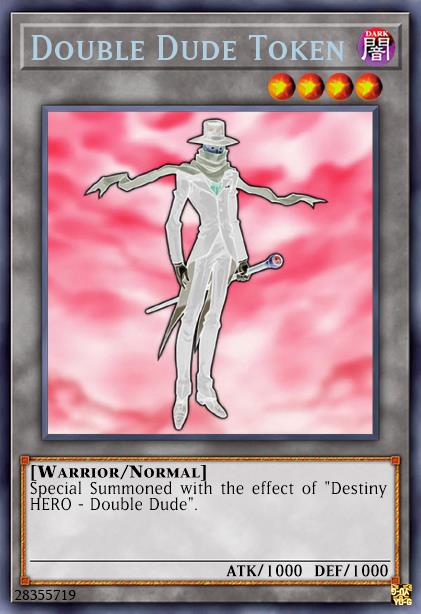 DOUBLE DUDE TOKEN
DARK
闇
[WARRIOR/NORMAL]
Special Summoned with the effect of "Destiny
HERO - Double Dude".
ATK/1000 DEF/1000
28355719